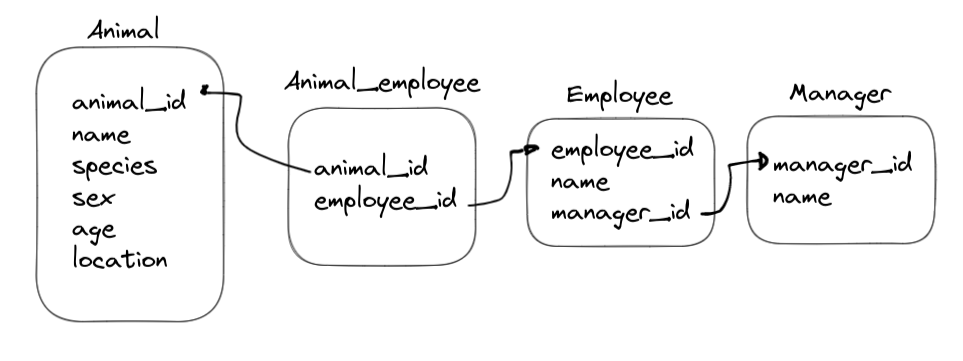 Animal
animal_id
name
species
sex
age
location
Animal_employee
animal_id
employee_id
Employee
employee_id
name
manager_id
Manager
manager_id
name